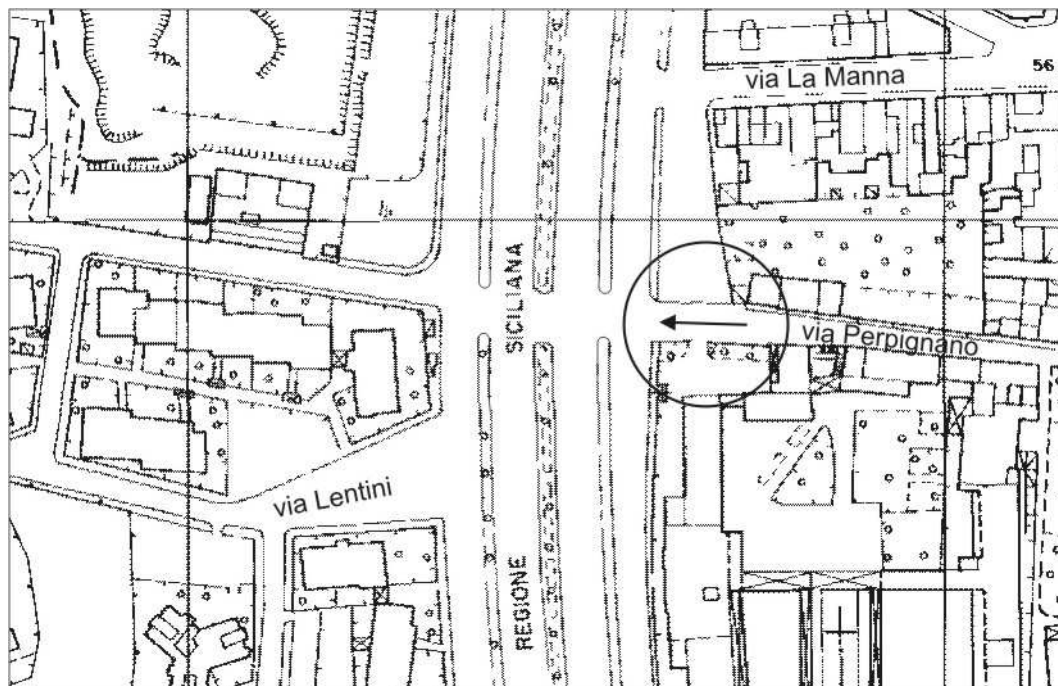 via La Manna
56
SICILIANA
via Perpignano
via Lentini
REGIONE